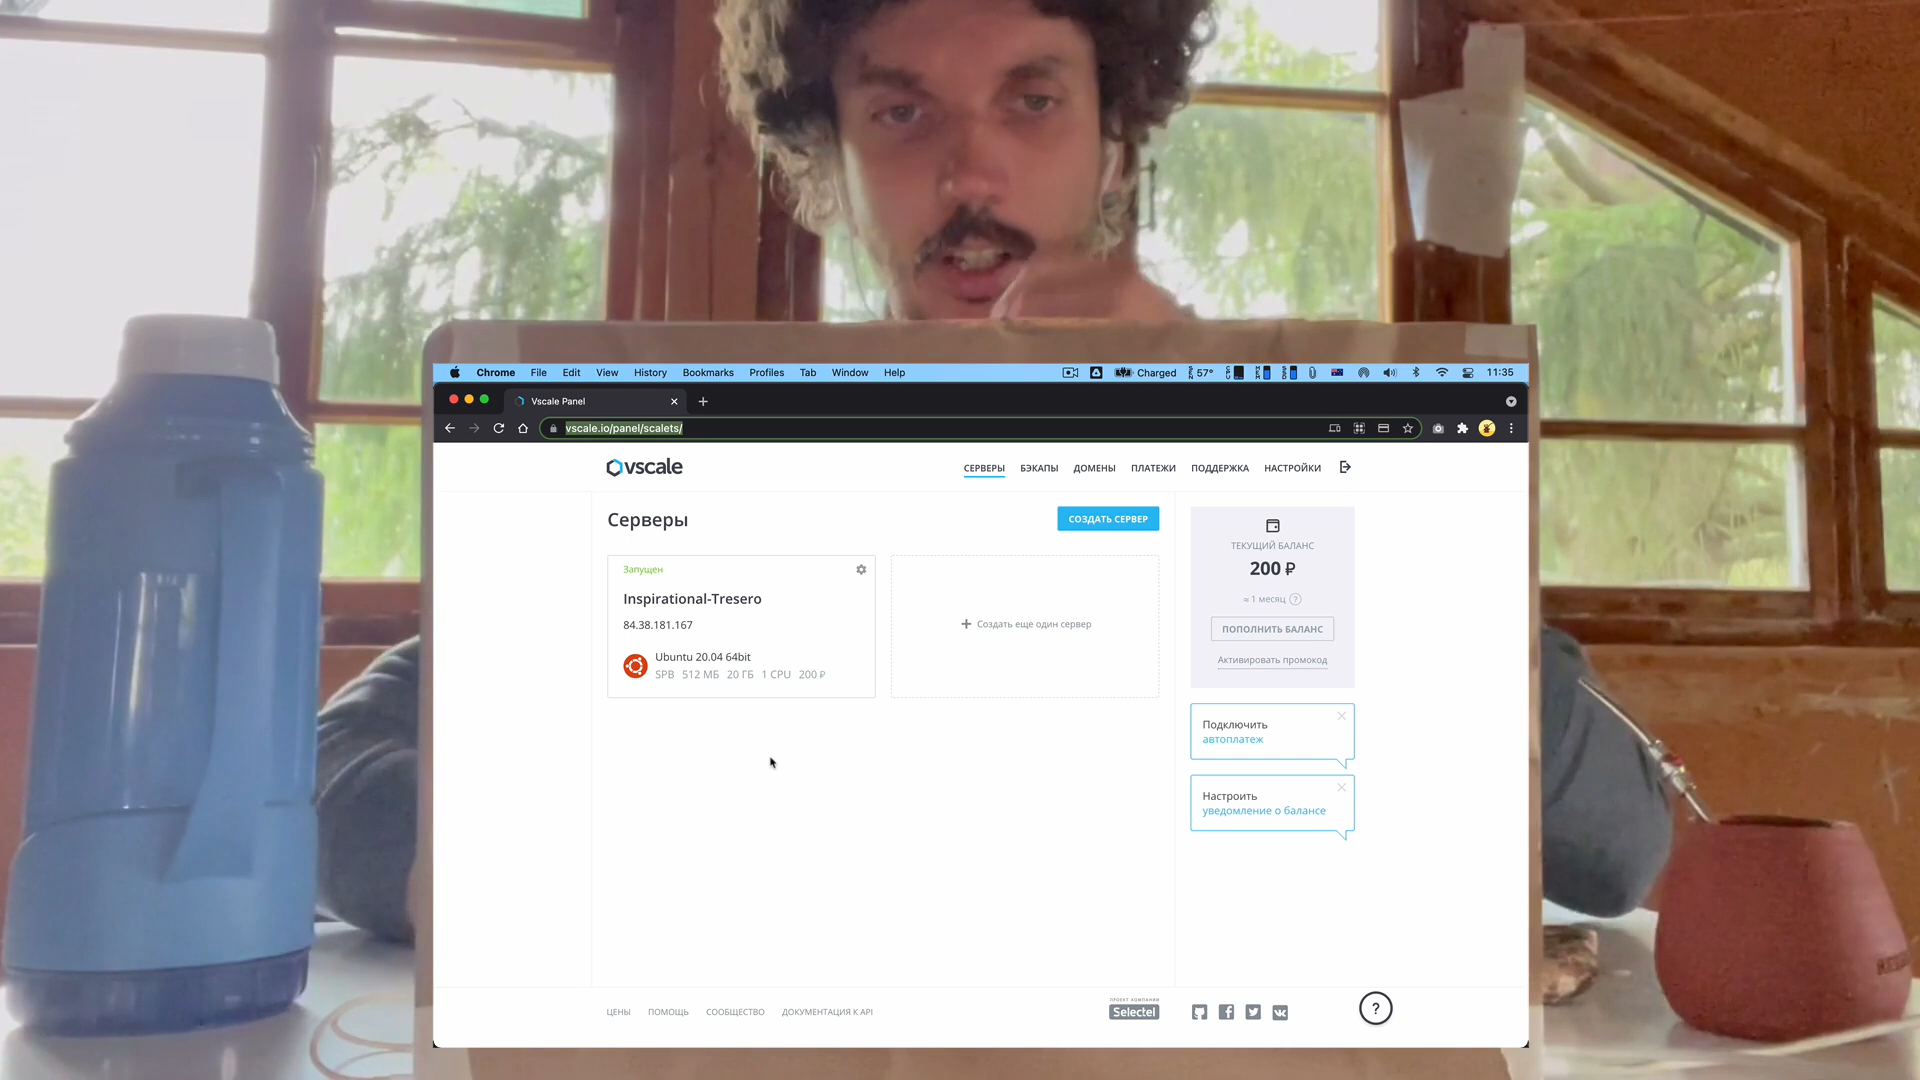 Chrome File Edit View History Bookmarks Profiles Tab Window Help Charged 57° 11:35
Vscale Panel
vscale.io/panel/scalets/
vscale
СЕРВЕРЫ БЭКАПЫ ДОМЕНЫ ПЛАТЕЖИ ПОДДЕРЖКА НАСТРОЙКИ
Серверы
СОЗДАТЬ СЕРВЕР
Запущен
Inspirational-Tresero
84.38.181.167
Ubuntu 20.04 64bit
SPB 512 МБ 20 ГБ 1 CPU 200 ₽
Создать еще один сервер
ТЕКУЩИЙ БАЛАНС
200 ₽
≈ 1 месяц ?
ПОПОЛНИТЬ БАЛАНС
Активировать промокод
Подключить
автоплатеж
Настроить
уведомление о балансе
ЦЕНЫ ПОМОЩЬ СООБЩЕСТВО ДОКУМЕНТАЦИЯ К API
ПРОЕКТ КОМПАНИИ
Selectel
?